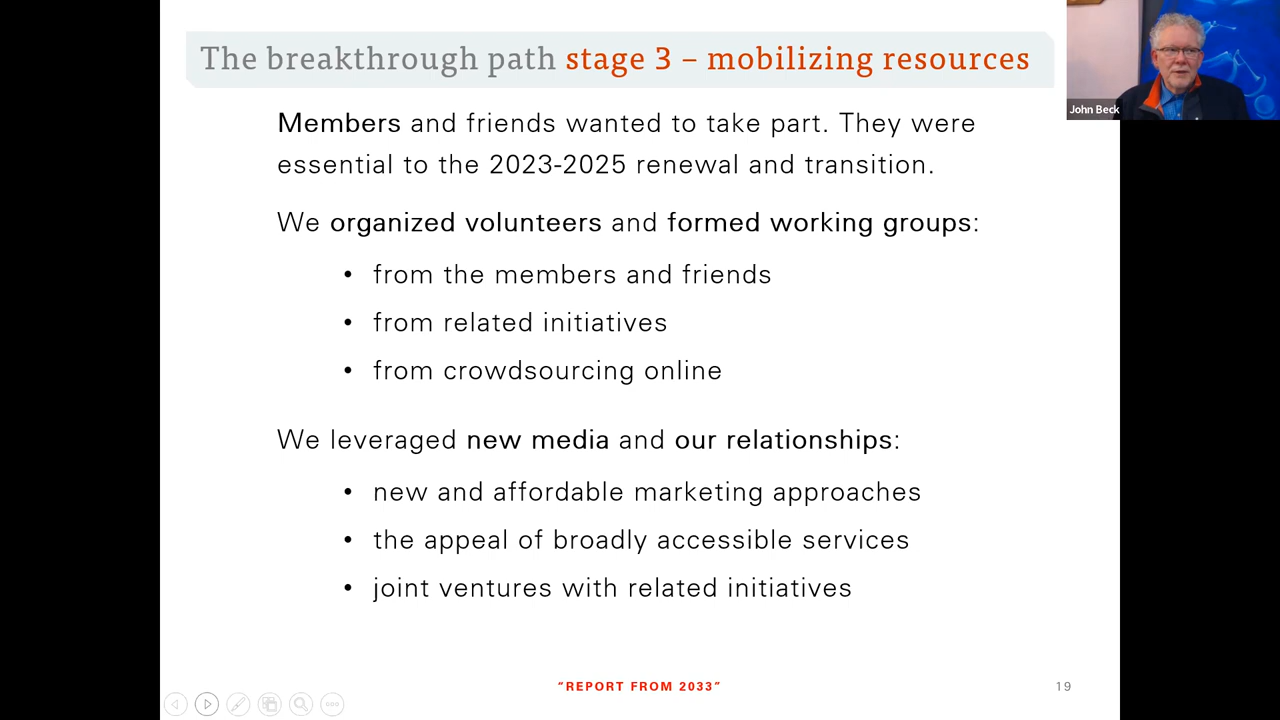 The breakthrough path stage 3 – mobilizing resources
John Beck
Members and friends wanted to take part. They were
essential to the 2023-2025 renewal and transition.
We organized volunteers and formed working groups:
• from the members and friends
• from related initiatives
• from crowdsourcing online
We leveraged new media and our relationships:
• new and affordable marketing approaches
• the appeal of broadly accessible services
• joint ventures with related initiatives
“REPORT FROM 2033”
19